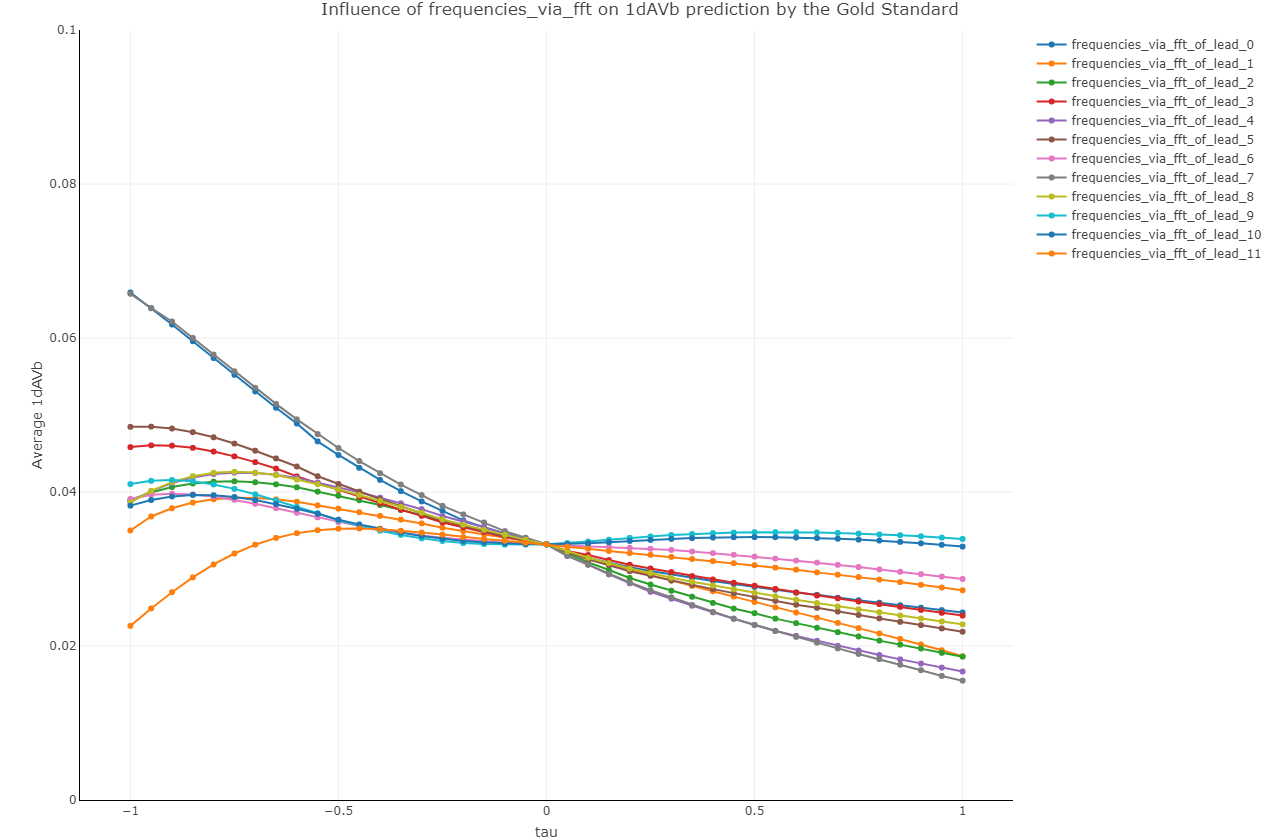 Influence of frequencies_via_fft on 1dAVb prediction by the Gold Standard
0.1
0.08
0.06
0.04
0.02
0
Average 1dAVb
−1
−0.5
0
0.5
1
tau
frequencies_via_fft_of_lead_0
frequencies_via_fft_of_lead_1
frequencies_via_fft_of_lead_2
frequencies_via_fft_of_lead_3
frequencies_via_fft_of_lead_4
frequencies_via_fft_of_lead_5
frequencies_via_fft_of_lead_6
frequencies_via_fft_of_lead_7
frequencies_via_fft_of_lead_8
frequencies_via_fft_of_lead_9
frequencies_via_fft_of_lead_10
frequencies_via_fft_of_lead_11